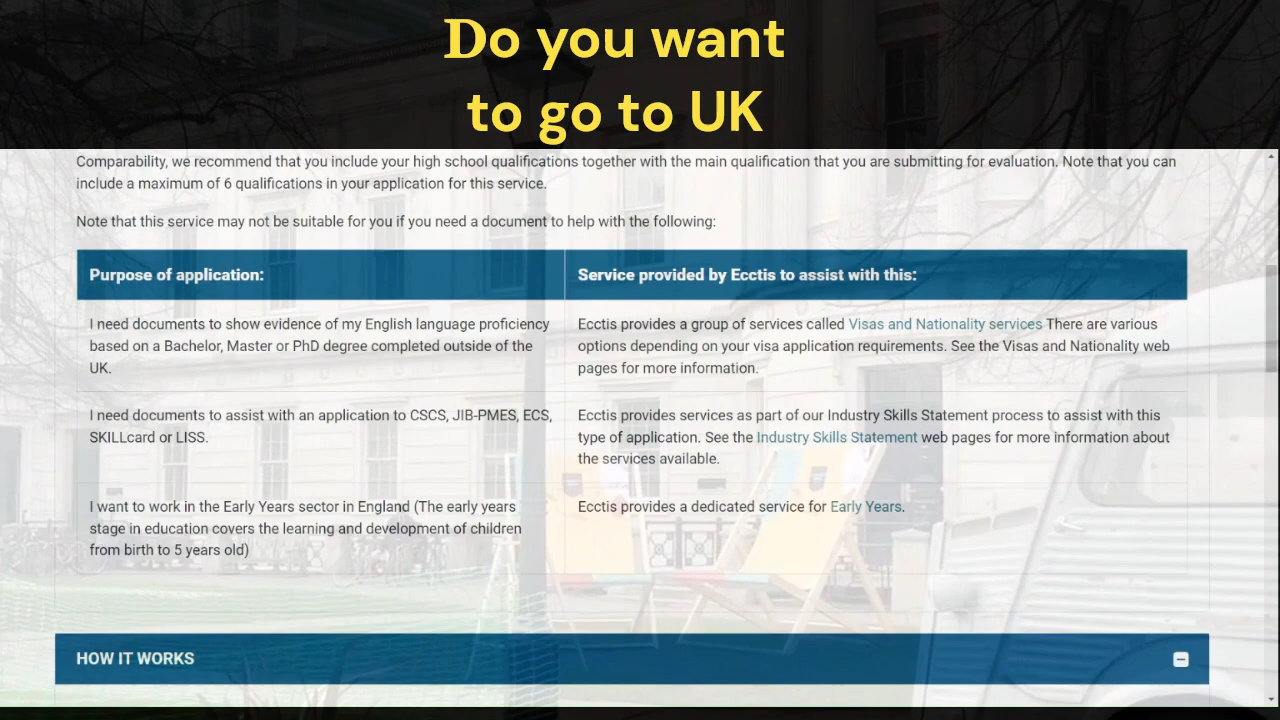 Do you want
to go to UK
Comparability, we recommend that you include your high school qualifications together with the main qualification that you are submitting for evaluation. Note that you can
include a maximum of 6 qualifications in your application for this service.
Note that this service may not be suitable for you if you need a document to help with the following:
Purpose of application:
Service provided by Ecctis to assist with this:
I need documents to show evidence of my English language proficiency
based on a Bachelor, Master or PhD degree completed outside of the
UK.
Ecctis provides a group of services called Visas and Nationality services There are various
options depending on your visa application requirements. See the Visas and Nationality web
pages for more information.
I need documents to assist with an application to CSCS, JIB-PMES, ECS,
SKILLcard or LISS.
Ecctis provides services as part of our Industry Skills Statement process to assist with this
type of application. See the Industry Skills Statement web pages for more information about
the services available.
I want to work in the Early Years sector in England (The early years
stage in education covers the learning and development of children
from birth to 5 years old)
Ecctis provides a dedicated service for Early Years.
HOW IT WORKS